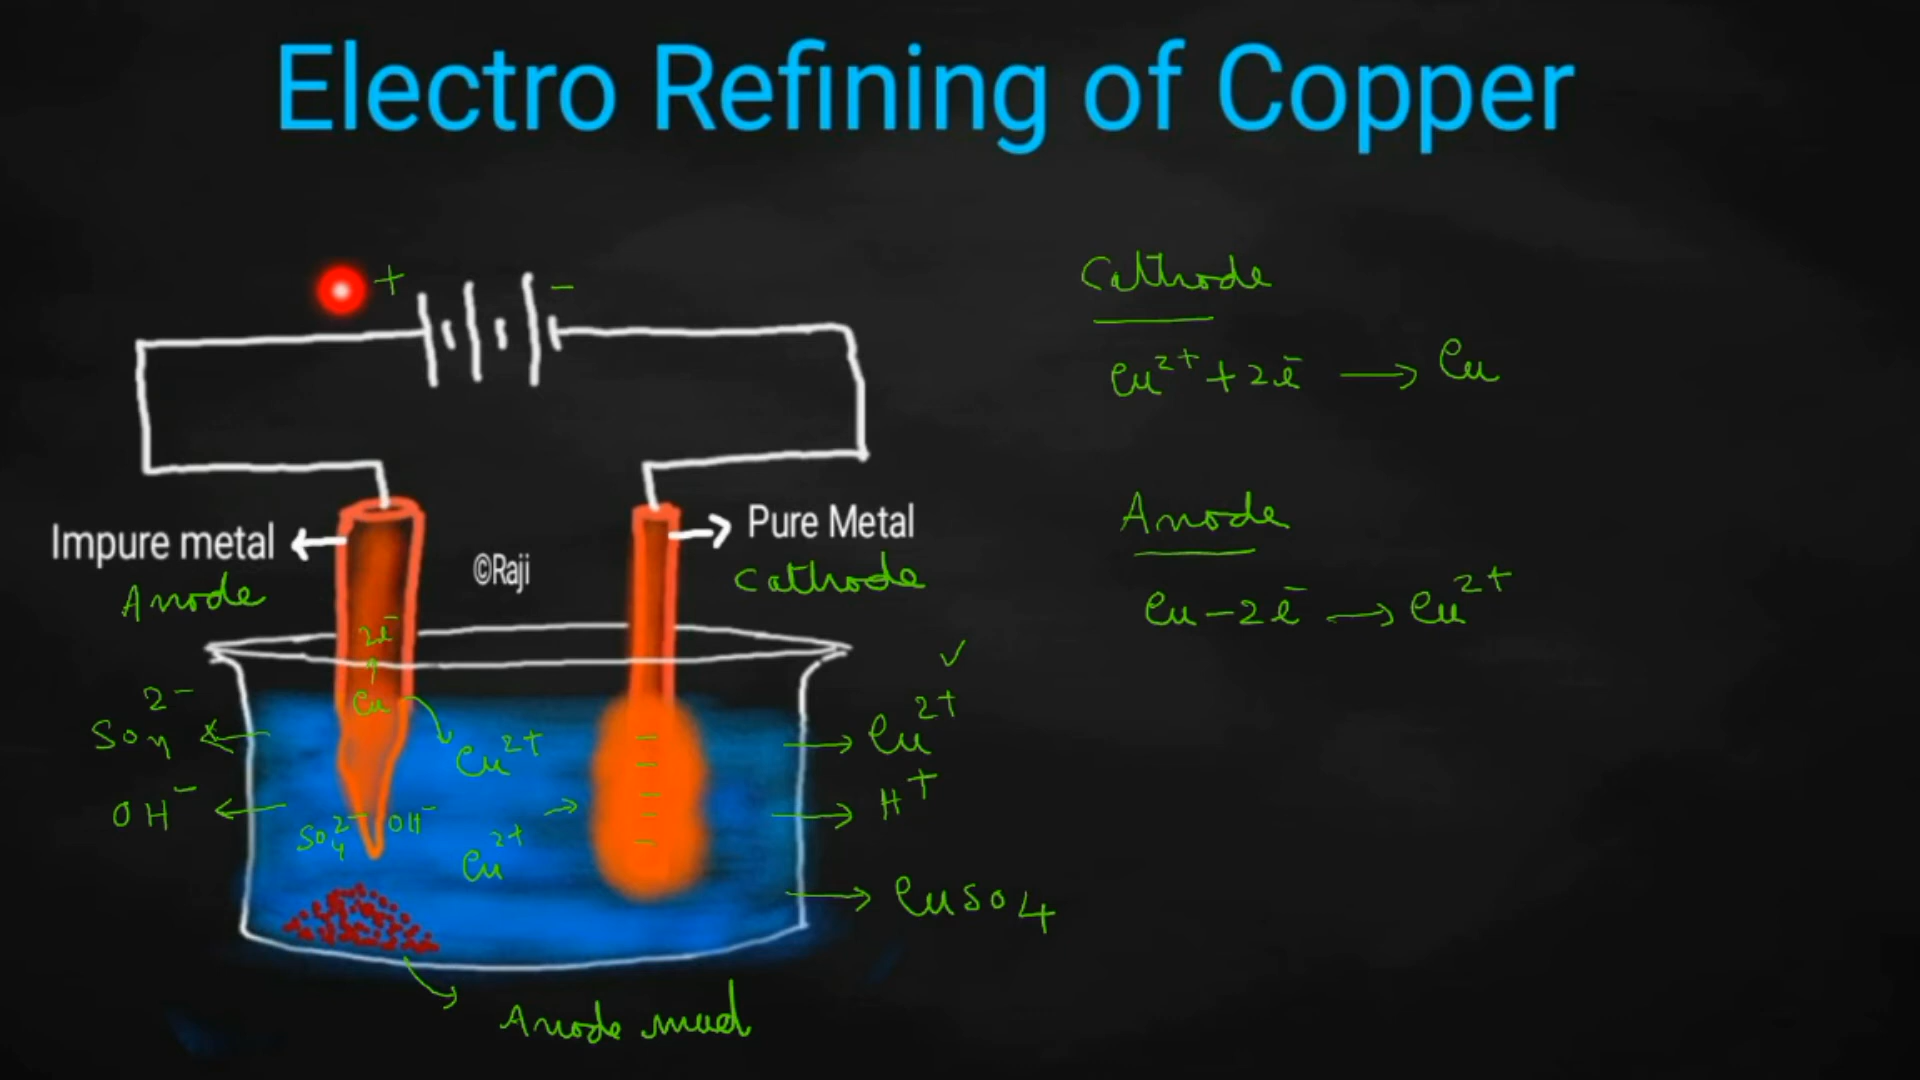 Electro Refining of Copper
+ -
Cathode
Cu²⁺ + 2e⁻ → Cu
Impure metal
Anode
©Raji
Pure Metal
Cathode
Anode
Cu - 2e⁻ → Cu²⁺
2e⁻
Cu
Cu²⁺
SO₄²⁻
OH⁻
SO₄²⁻ OH⁻
Cu²⁺
✓
Cu²⁺
H⁺
CuSO4
Anode mud